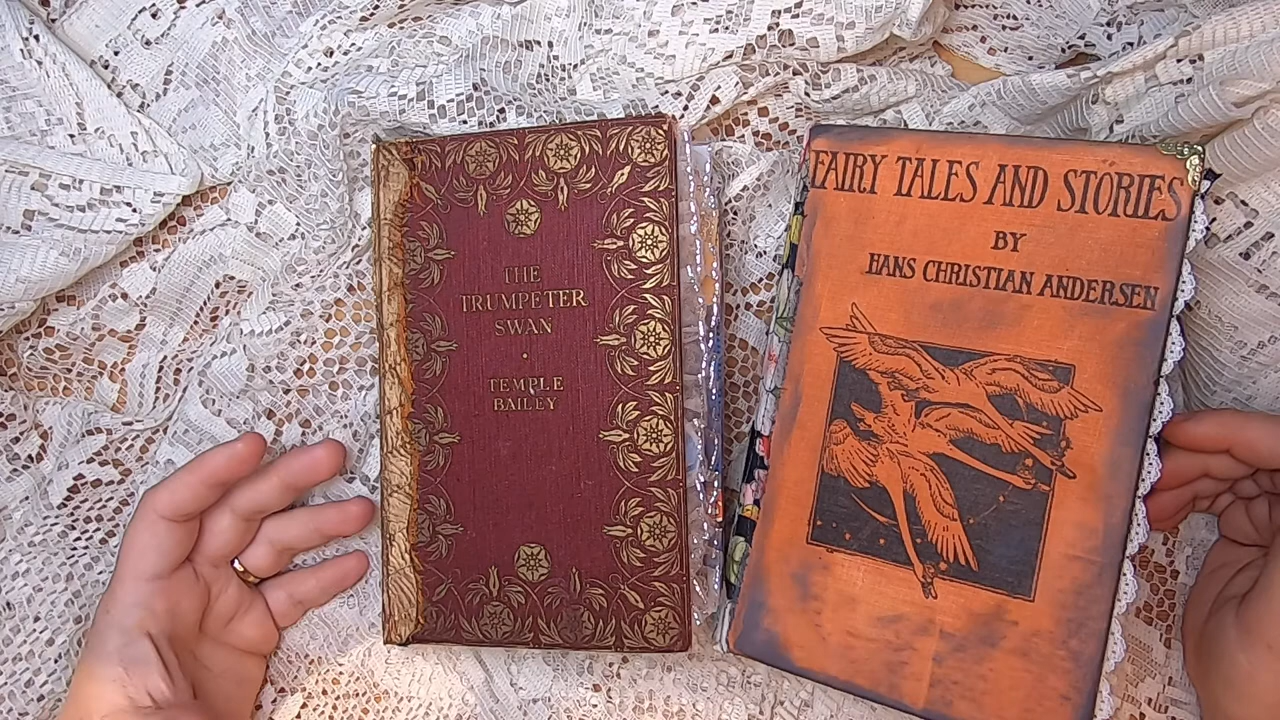 THE
TRUMPETER
SWAN
TEMPLE
BAILEY
FAIRY TALES AND STORIES
BY
HANS CHRISTIAN ANDERSEN